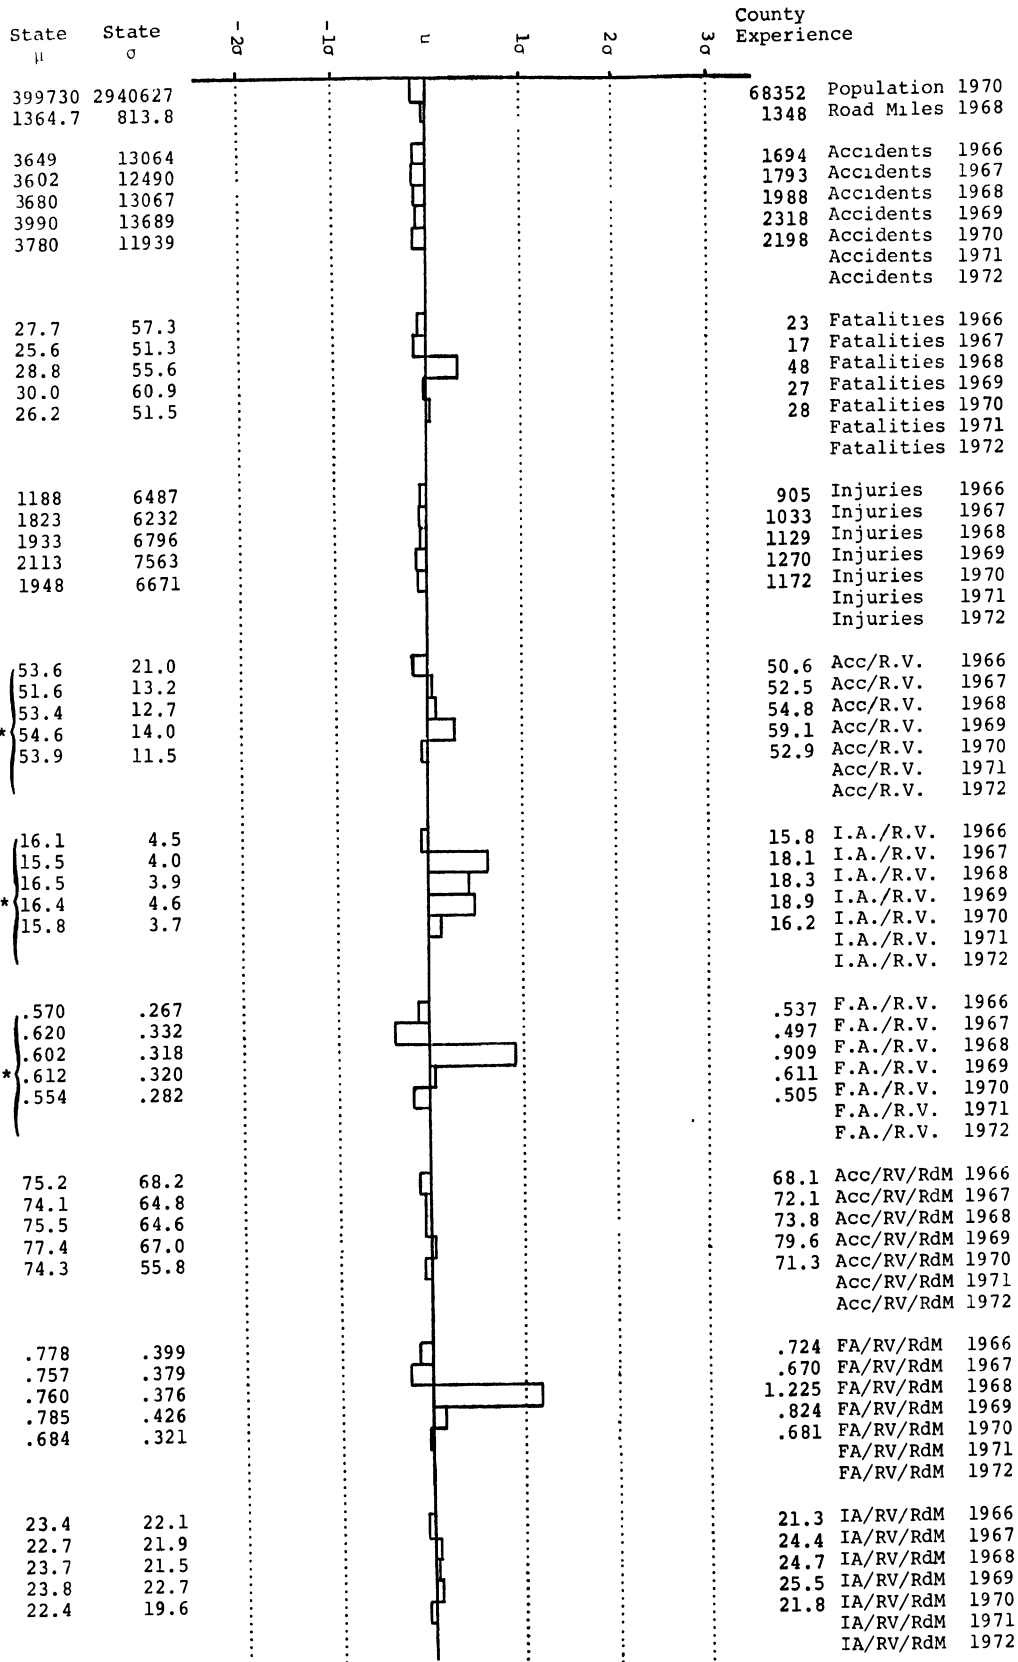 State State -2σ -1σ μ 1σ 2σ 3σ County
μ σ Experience
399730 2940627 68352 Population 1970
1364.7 813.8 1348 Road Miles 1968
3649 13064 1694 Accidents 1966
3602 12490 1793 Accidents 1967
3680 13067 1988 Accidents 1968
3990 13689 2318 Accidents 1969
3780 11939 2198 Accidents 1970
Accidents 1971
Accidents 1972
27.7 57.3 23 Fatalities 1966
25.6 51.3 17 Fatalities 1967
28.8 55.6 48 Fatalities 1968
30.0 60.9 27 Fatalities 1969
26.2 51.5 28 Fatalities 1970
Fatalities 1971
Fatalities 1972
1188 6487 905 Injuries 1966
1823 6232 1033 Injuries 1967
1933 6796 1129 Injuries 1968
2113 7563 1270 Injuries 1969
1948 6671 1172 Injuries 1970
Injuries 1971
Injuries 1972
53.6 21.0 50.6 Acc/R.V. 1966
51.6 13.2 52.5 Acc/R.V. 1967
53.4 12.7 54.8 Acc/R.V. 1968
* 54.6 14.0 59.1 Acc/R.V. 1969
53.9 11.5 52.9 Acc/R.V. 1970
Acc/R.V. 1971
Acc/R.V. 1972
16.1 4.5 15.8 I.A./R.V. 1966
15.5 4.0 18.1 I.A./R.V. 1967
16.5 3.9 18.3 I.A./R.V. 1968
* 16.4 4.6 18.9 I.A./R.V. 1969
15.8 3.7 16.2 I.A./R.V. 1970
I.A./R.V. 1971
I.A./R.V. 1972
.570 .267 .537 F.A./R.V. 1966
.620 .332 .497 F.A./R.V. 1967
.602 .318 .909 F.A./R.V. 1968
* .612 .320 .611 F.A./R.V. 1969
.554 .282 .505 F.A./R.V. 1970
F.A./R.V. 1971
F.A./R.V. 1972
75.2 68.2 68.1 Acc/RV/RdM 1966
74.1 64.8 72.1 Acc/RV/RdM 1967
75.5 64.6 73.8 Acc/RV/RdM 1968
77.4 67.0 79.6 Acc/RV/RdM 1969
74.3 55.8 71.3 Acc/RV/RdM 1970
Acc/RV/RdM 1971
Acc/RV/RdM 1972
.778 .399 .724 FA/RV/RdM 1966
.757 .379 .670 FA/RV/RdM 1967
.760 .376 1.225 FA/RV/RdM 1968
.785 .426 .824 FA/RV/RdM 1969
.684 .321 .681 FA/RV/RdM 1970
FA/RV/RdM 1971
FA/RV/RdM 1972
23.4 22.1 21.3 IA/RV/RdM 1966
22.7 21.9 24.4 IA/RV/RdM 1967
23.7 21.5 24.7 IA/RV/RdM 1968
23.8 22.7 25.5 IA/RV/RdM 1969
22.4 19.6 21.8 IA/RV/RdM 1970
IA/RV/RdM 1971
IA/RV/RdM 1972